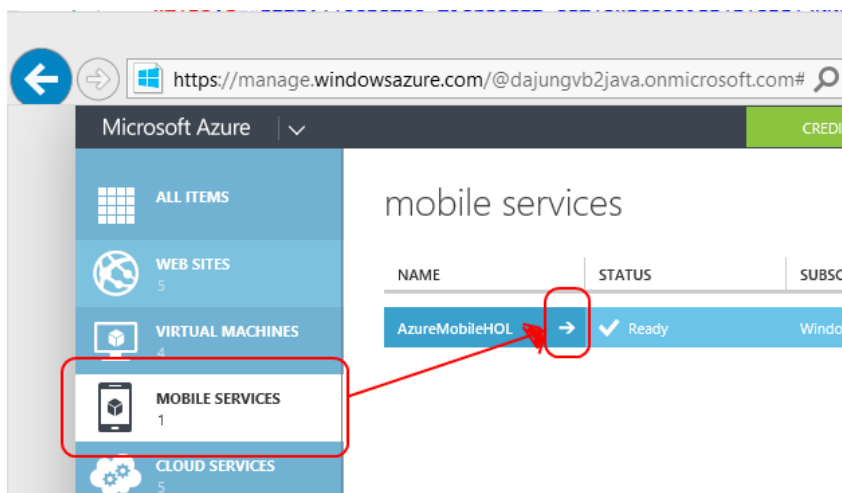 https://manage.windowsazure.com/@dajungvb2java.onmicrosoft.com#
Microsoft Azure
ALL ITEMS
WEB SITES
5
VIRTUAL MACHINES
4
MOBILE SERVICES
1
CLOUD SERVICES
5
mobile services
NAME STATUS
AzureMobileHOL Ready